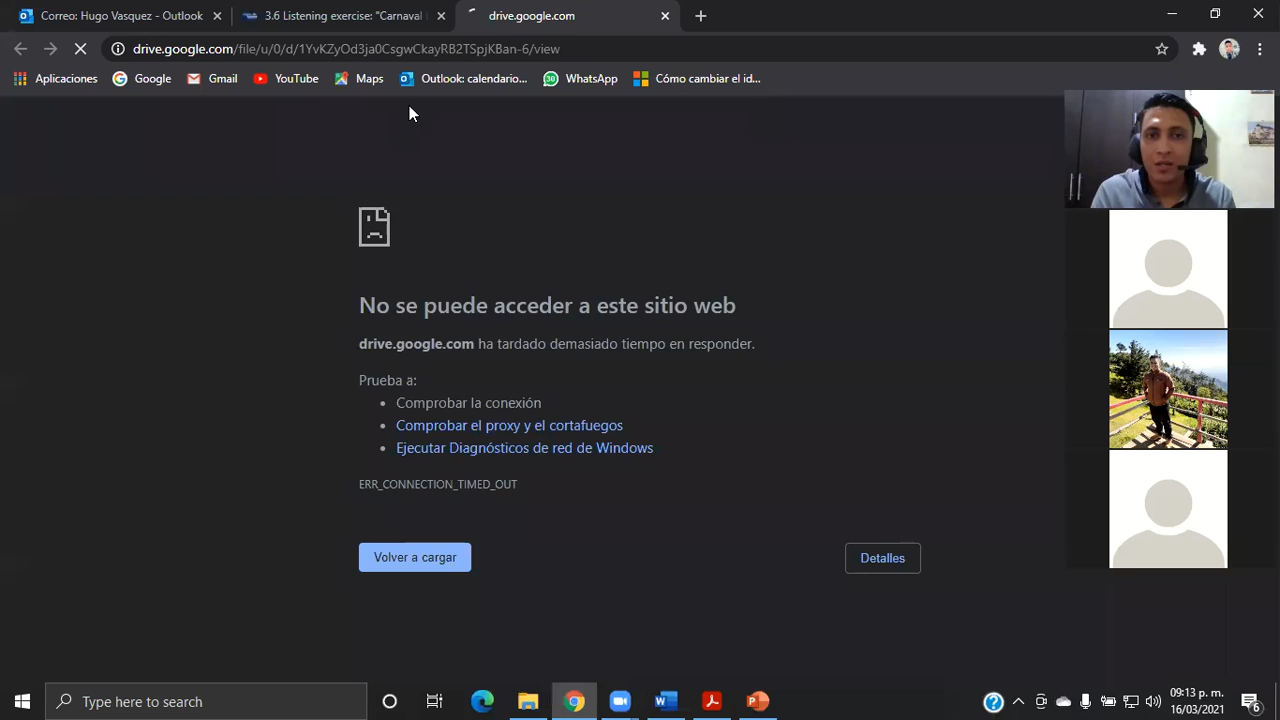 Correo: Hugo Vasquez - Outlook
3.6 Listening exercise: "Carnaval
drive.google.com
drive.google.com/file/u/0/d/1YvKZyOd3ja0CsgwCkayRB2TSpjKBan-6/view
Aplicaciones
Google
Gmail
YouTube
Maps
Outlook: calendario...
30
WhatsApp
Cómo cambiar el id...
No se puede acceder a este sitio web
drive.google.com ha tardado demasiado tiempo en responder.
Prueba a:
• Comprobar la conexión
• Comprobar el proxy y el cortafuegos
• Ejecutar Diagnósticos de red de Windows
ERR_CONNECTION_TIMED_OUT
Volver a cargar
Detalles
Type here to search
09:13 p. m.
16/03/2021
6